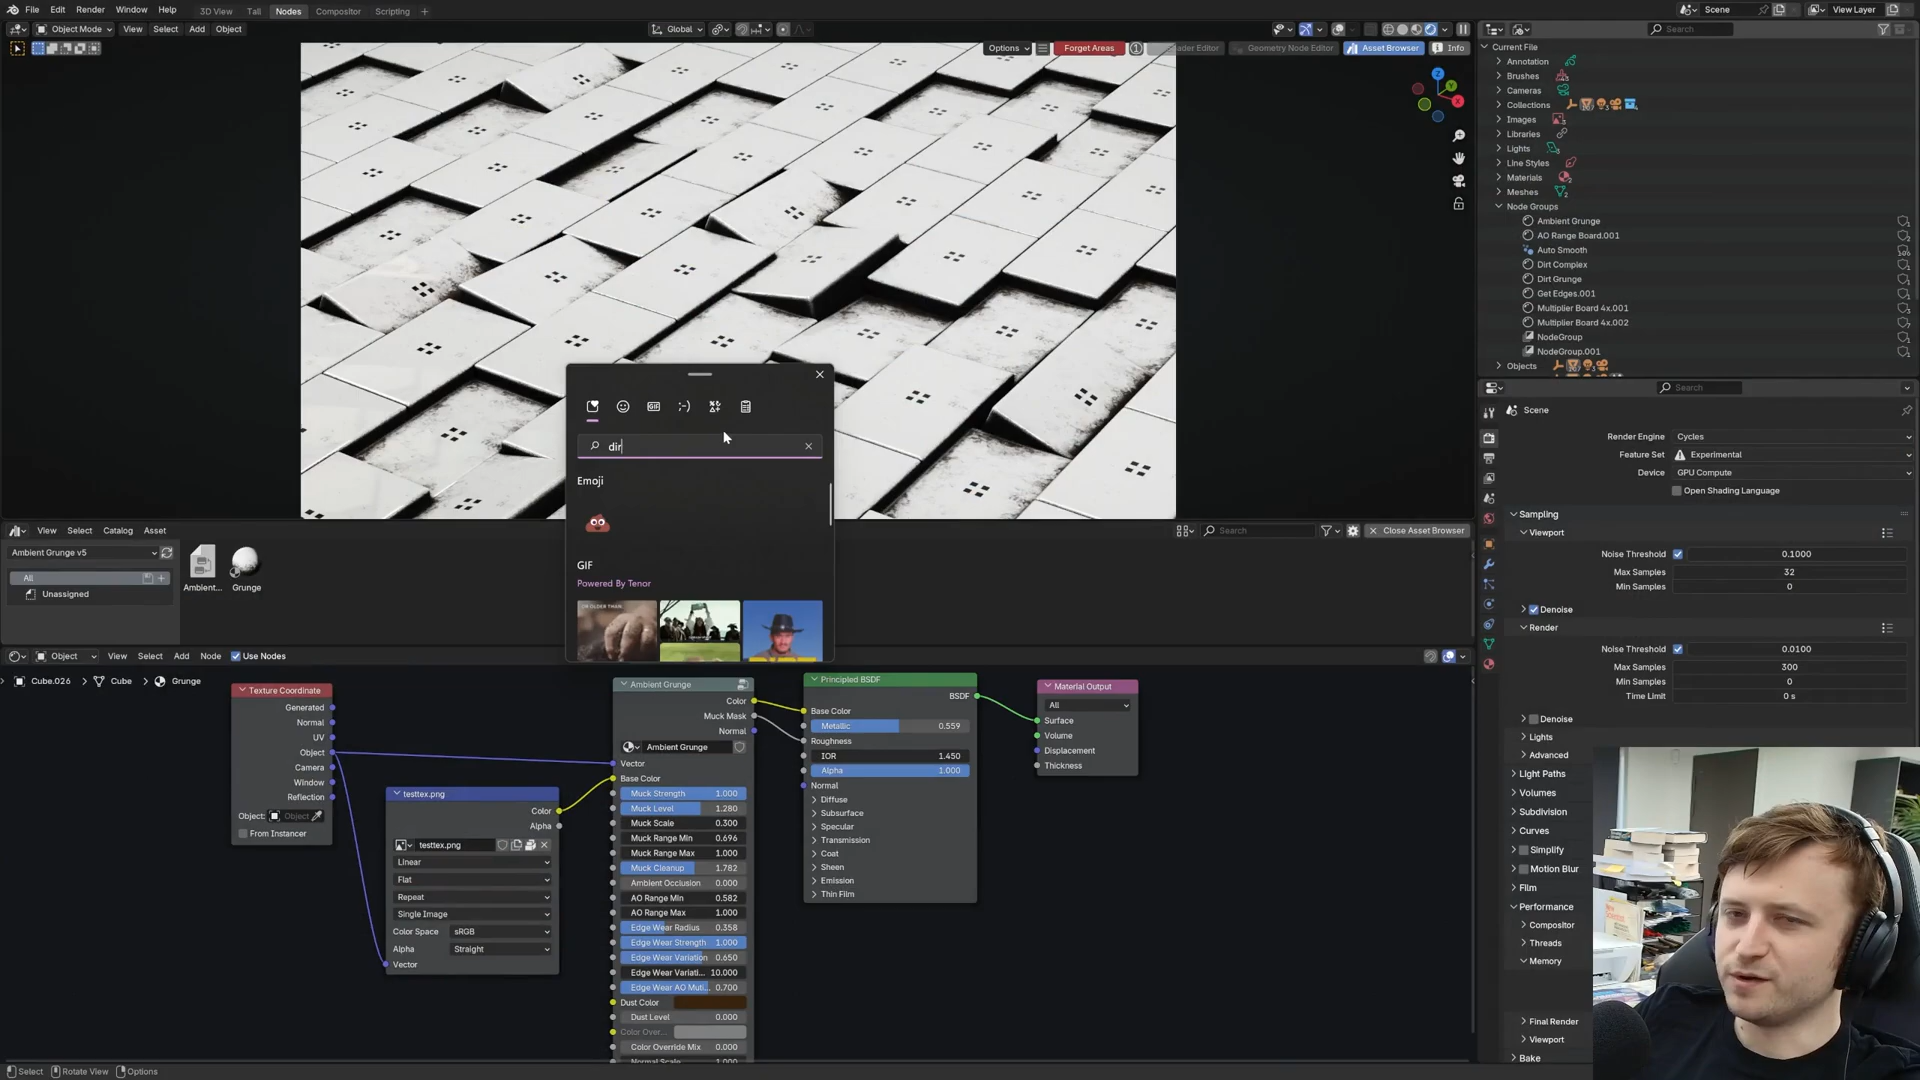 File Edit Render Window Help 3D View Tall Nodes Compositor Scripting Scene View Layer
Object Mode View Select Add Object Global Search
Options Forget Areas Geometry Node Editor Asset Browser Info
Current File
Annotation
Brushes
Cameras
Collections
Images
Libraries
Lights
Line Styles
Materials
Meshes
Node Groups
Ambient Grunge
AO Range Board.001
Auto Smooth
Dirt Complex
Dirt Grunge
Get Edges.001
Multiplier Board 4x.001
Multiplier Board 4x.002
NodeGroup
NodeGroup.001
Objects
GIF
dir
Emoji
GIF
Powered By Tenor
View Select Catalog Asset Search Close Asset Browser
Ambient Grunge v5
All
Unassigned
Ambient... Grunge
Object View Select Add Node Use Nodes
Cube.026 Cube Grunge
Texture Coordinate
Generated
Normal
UV
Object
Camera
Window
Reflection
Object: Object
From Instancer
testtex.png
Color
Alpha
testtex.png
Linear
Flat
Repeat
Single Image
Color Space sRGB
Alpha Straight
Vector
Ambient Grunge
Color
Muck Mask
Normal
Ambient Grunge
Vector
Base Color
Muck Strength 1.000
Muck Level 1.280
Muck Scale 0.300
Muck Range Min 0.696
Muck Range Max 1.000
Muck Cleanup 1.782
Ambient Occlusion 0.000
AO Range Min 0.582
AO Range Max 1.000
Edge Wear Radius 0.358
Edge Wear Strength 1.000
Edge Wear Variation 0.650
Edge Wear Variati... 10.000
Edge Wear AO Muti... 0.700
Dust Color
Dust Level 0.000
Color Over...
Color Override Mix 0.000
Normal Scale 1.000
Principled BSDF
BSDF
Base Color
Metallic 0.559
Roughness
IOR 1.450
Alpha 1.000
Normal
Diffuse
Subsurface
Specular
Transmission
Coat
Sheen
Emission
Thin Film
Material Output
All
Surface
Volume
Displacement
Thickness
Search
Scene
Render Engine Cycles
Feature Set Experimental
Device GPU Compute
Open Shading Language
Sampling
Viewport
Noise Threshold 0.1000
Max Samples 32
Min Samples 0
Denoise
Render
Noise Threshold 0.0100
Max Samples 300
Min Samples 0
Time Limit 0 s
Denoise
Lights
Advanced
Light Paths
Volumes
Subdivision
Curves
Simplify
Motion Blur
Film
Performance
Compositor
Threads
Memory
Final Render
Viewport
Bake
Select Rotate View Options